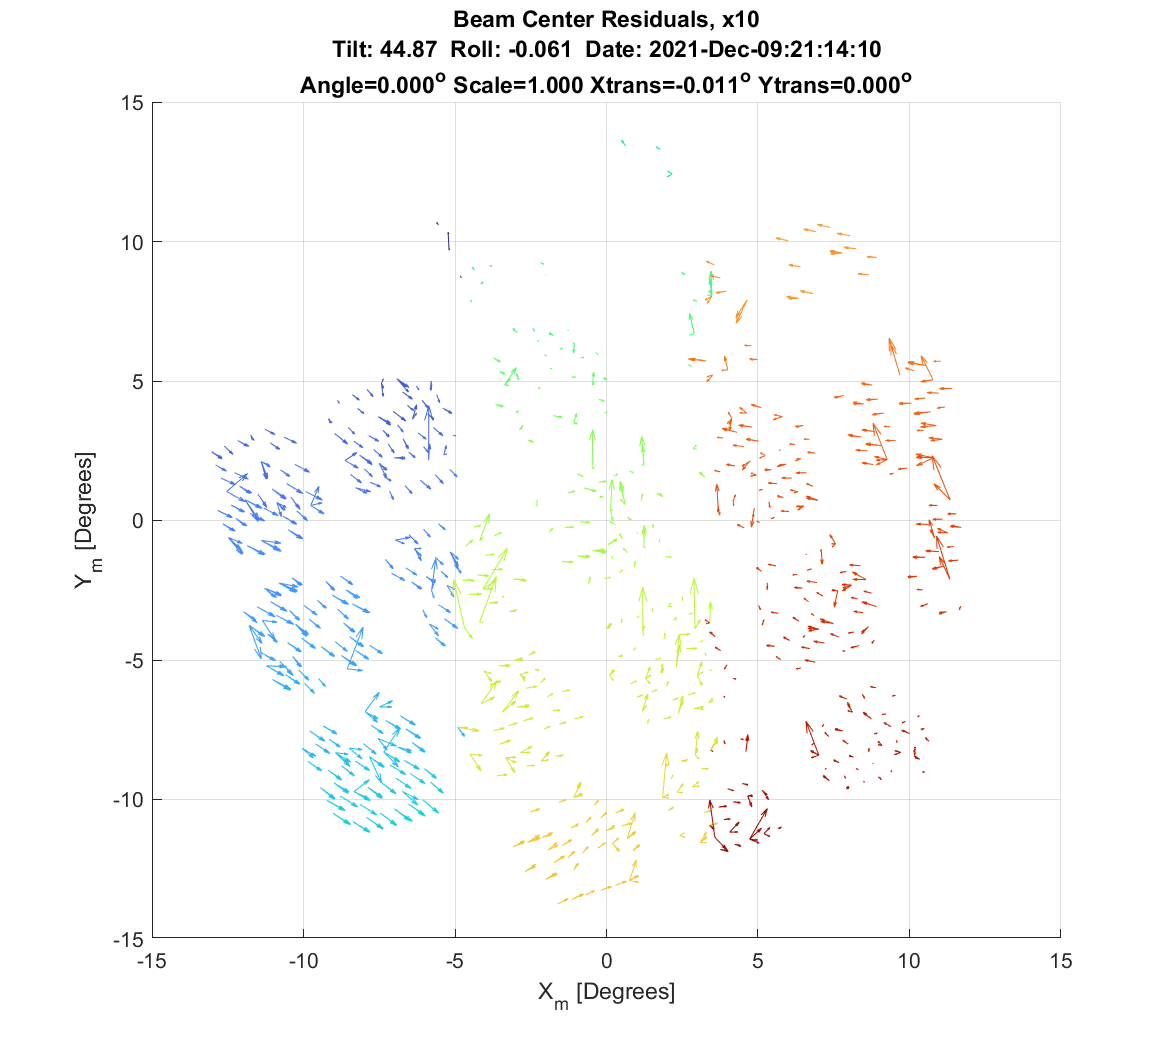 Beam Center Residuals, x10
Tilt: 44.87 Roll: -0.061 Date: 2021-Dec-09:21:14:10
Angle=0.000° Scale=1.000 Xtrans=-0.011° Ytrans=0.000°
15
10
5
0
-5
-10
-15
Y_m [Degrees]
-15 -10 -5 0 5 10 15
X_m [Degrees]